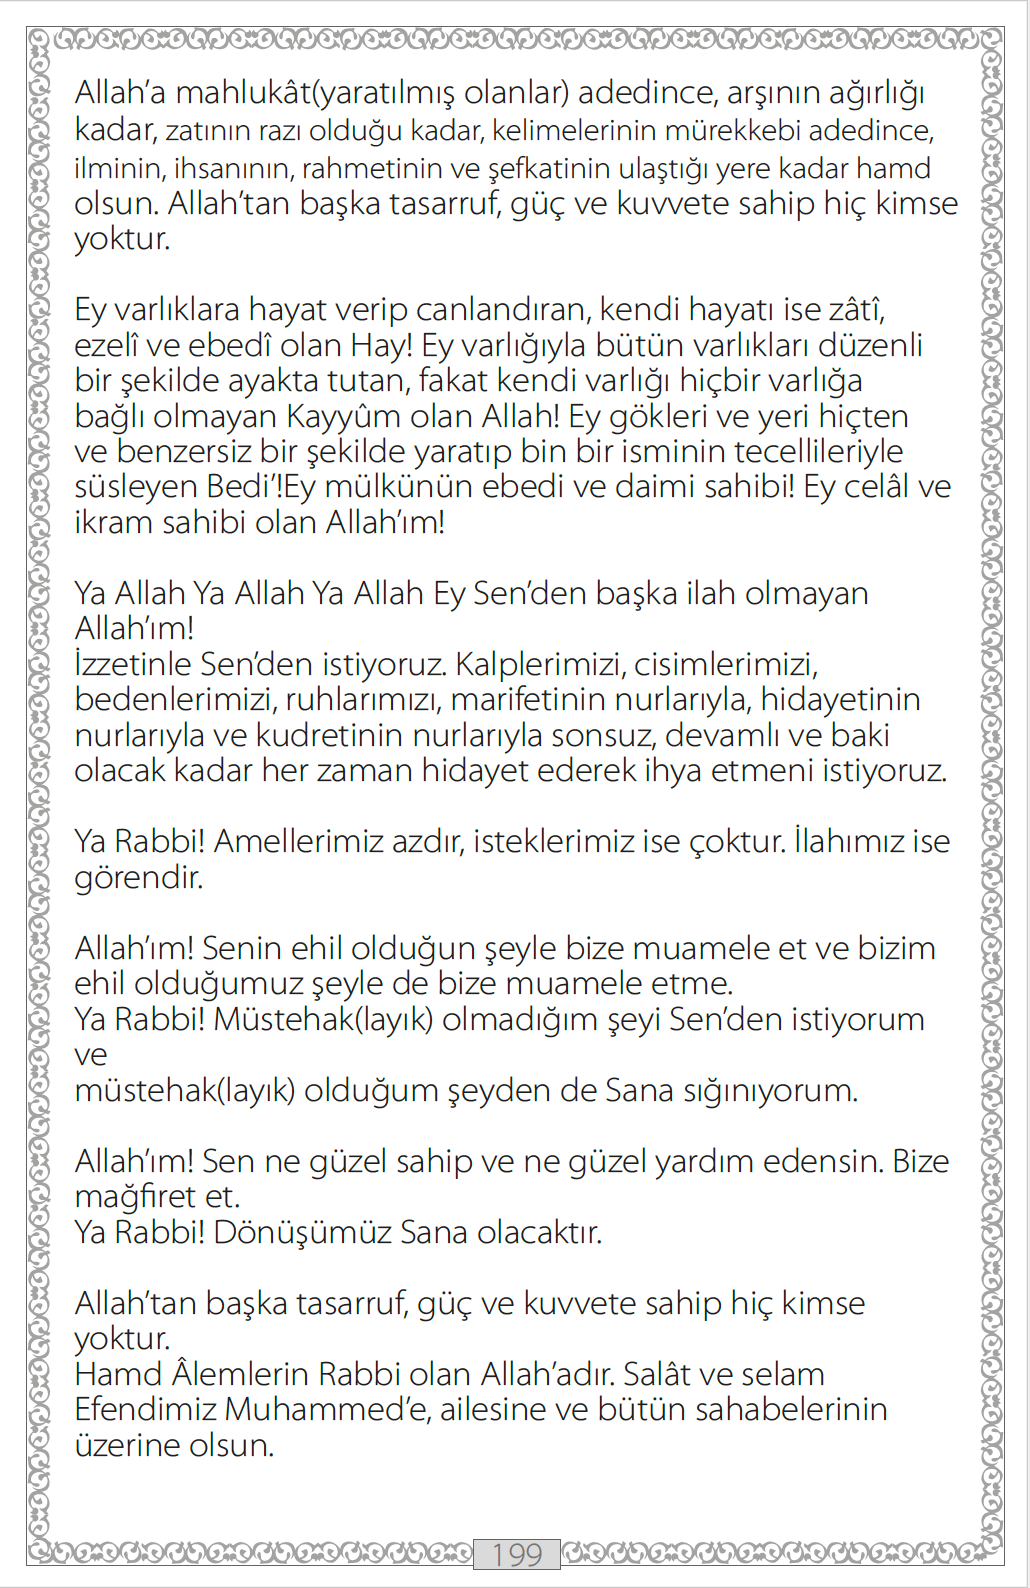 Allah’a mahlukât(yaratılmış olanlar) adedince, arşının ağırlığı
kadar, zatının razı olduğu kadar, kelimelerinin mürekkebi adedince,
ilminin, ihsanının, rahmetinin ve şefkatinin ulaştığı yere kadar hamd
olsun. Allah’tan başka tasarruf, güç ve kuvvete sahip hiç kimse
yoktur.
Ey varlıklara hayat verip canlandıran, kendi hayatı ise zâtî,
ezelî ve ebedî olan Hay! Ey varlığıyla bütün varlıkları düzenli
bir şekilde ayakta tutan, fakat kendi varlığı hiçbir varlığa
bağlı olmayan Kayyûm olan Allah! Ey gökleri ve yeri hiçten
ve benzersiz bir şekilde yaratıp bin bir isminin tecellileriyle
süsleyen Bedi’!Ey mülkünün ebedi ve daimi sahibi! Ey celâl ve
ikram sahibi olan Allah’ım!
Ya Allah Ya Allah Ya Allah Ey Sen’den başka ilah olmayan
Allah’ım!
İzzetinle Sen’den istiyoruz. Kalplerimizi, cisimlerimizi,
bedenlerimizi, ruhlarımızı, marifetinin nurlarıyla, hidayetinin
nurlarıyla ve kudretinin nurlarıyla sonsuz, devamlı ve baki
olacak kadar her zaman hidayet ederek ihya etmeni istiyoruz.
Ya Rabbi! Amellerimiz azdır, isteklerimiz ise çoktur. İlahımız ise
görendir.
Allah’ım! Senin ehil olduğun şeyle bize muamele et ve bizim
ehil olduğumuz şeyle de bize muamele etme.
Ya Rabbi! Müstehak(layık) olmadığım şeyi Sen’den istiyorum
ve
müstehak(layık) olduğum şeyden de Sana sığınıyorum.
Allah’ım! Sen ne güzel sahip ve ne güzel yardım edensin. Bize
mağfiret et.
Ya Rabbi! Dönüşümüz Sana olacaktır.
Allah’tan başka tasarruf, güç ve kuvvete sahip hiç kimse
yoktur.
Hamd Âlemlerin Rabbi olan Allah’adır. Salât ve selam
Efendimiz Muhammed’e, ailesine ve bütün sahabelerinin
üzerine olsun.
199